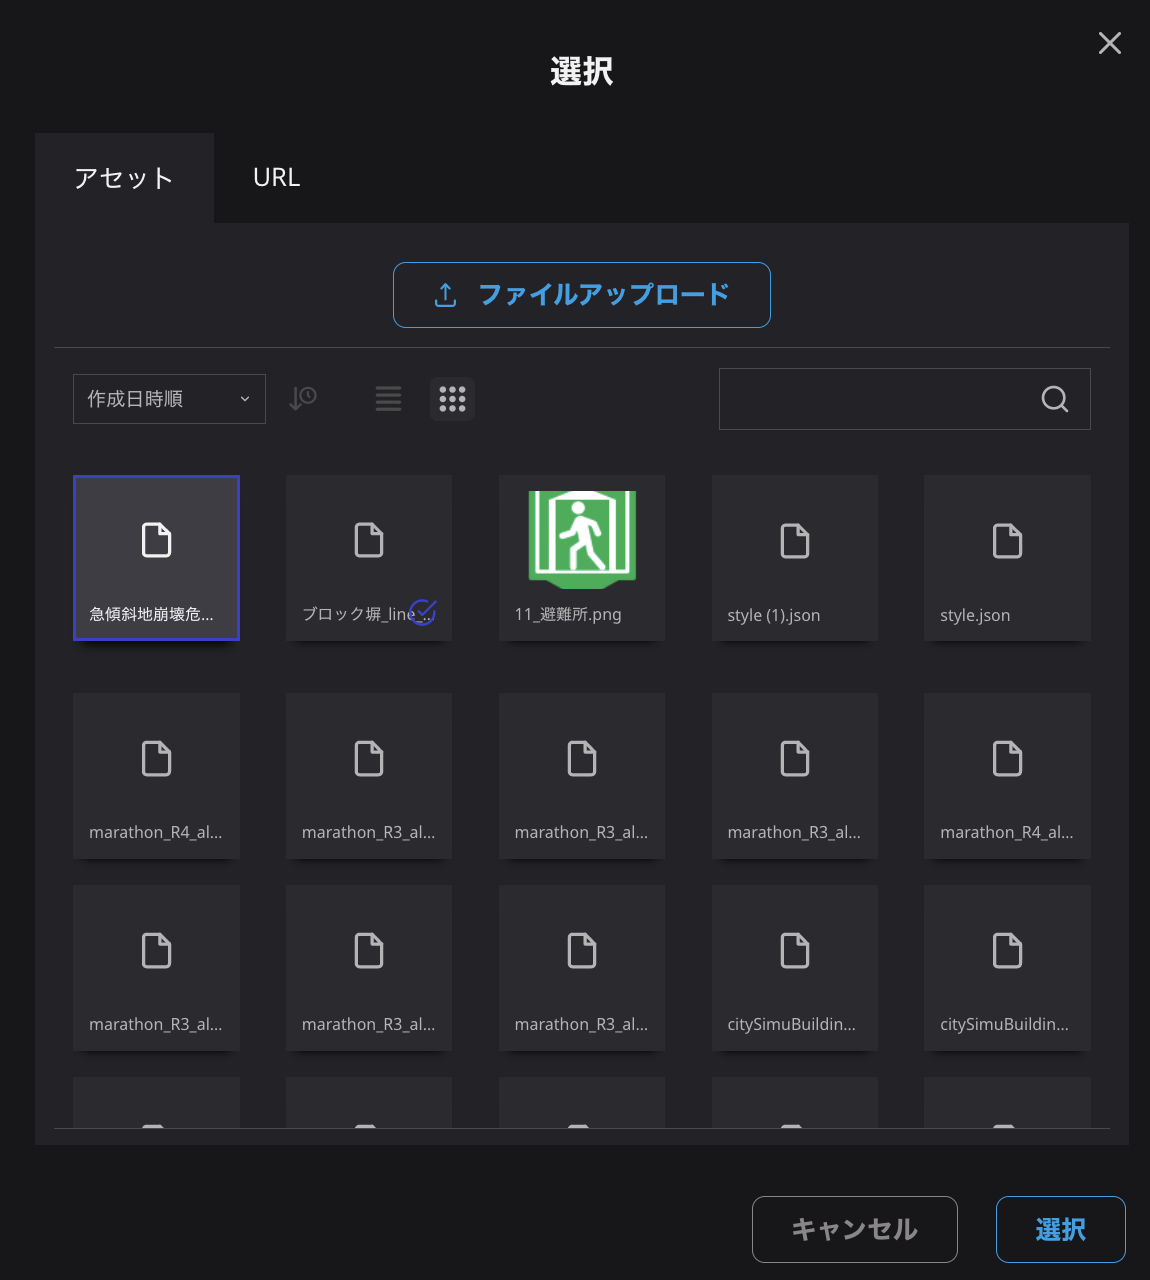 選択
アセット
URL
ファイルアップロード
作成日時順
急傾斜地崩壊危...
ブロック塀_line_...
11_避難所.png
style (1).json
style.json
marathon_R4_al...
marathon_R3_al...
marathon_R3_al...
marathon_R3_al...
marathon_R4_al...
marathon_R3_al...
marathon_R3_al...
marathon_R3_al...
citySimuBuildin...
citySimuBuildin...
キャンセル
選択